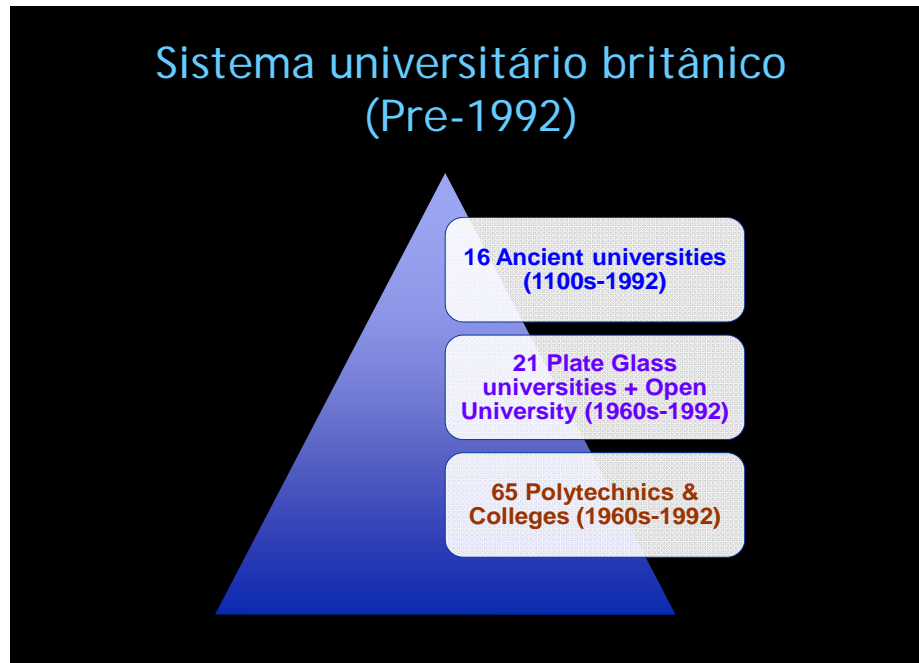 Sistema universitário britânico
(Pre-1992)
16 Ancient universities
(1100s-1992)
21 Plate Glass
universities + Open
University (1960s-1992)
65 Polytechnics &
Colleges (1960s-1992)